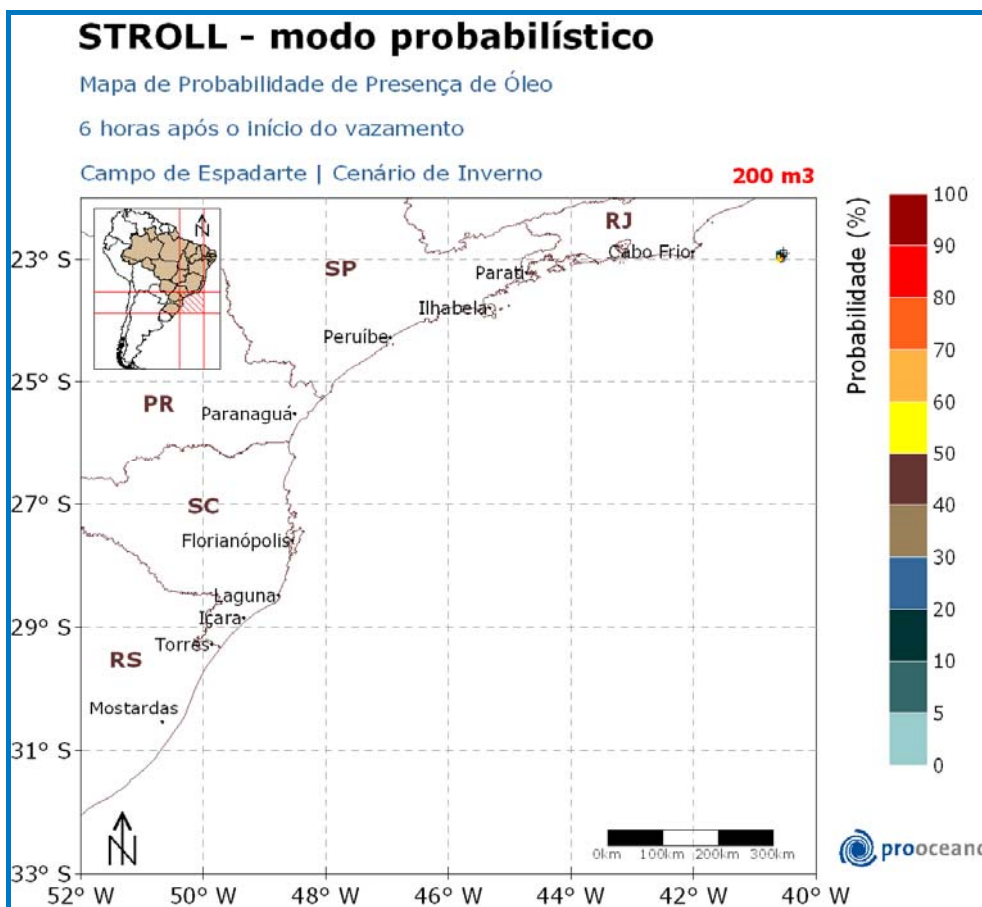 STROLL - modo probabilístico
Mapa de Probabilidade de Presença de Óleo
6 horas após o início do vazamento
Campo de Espadarte | Cenário de Inverno
200 m3
N
RJ
23° S
SP
Cabo Frio
Parati
Ilhabela
Peruíbe
25° S
PR
Paranaguá
27° S
SC
Florianópolis
Laguna
Içara
29° S
Torres
RS
Mostardas
31° S
N
0km 100km 200km 300km
33° S
52° W 50° W 48° W 46° W 44° W 42° W 40° W
Probabilidade (%)
100
90
80
70
60
50
40
30
20
10
5
0
prooceano